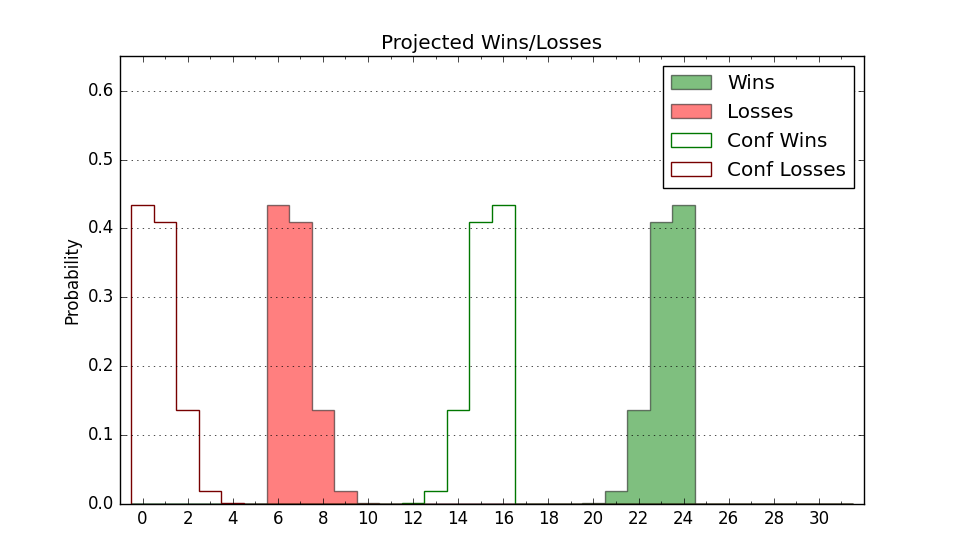 Projected Wins/Losses
Wins
Losses
Conf Wins
Conf Losses
Probability
0.6
0.5
0.4
0.3
0.2
0.1
0.0
0 2 4 6 8 10 12 14 16 18 20 22 24 26 28 30